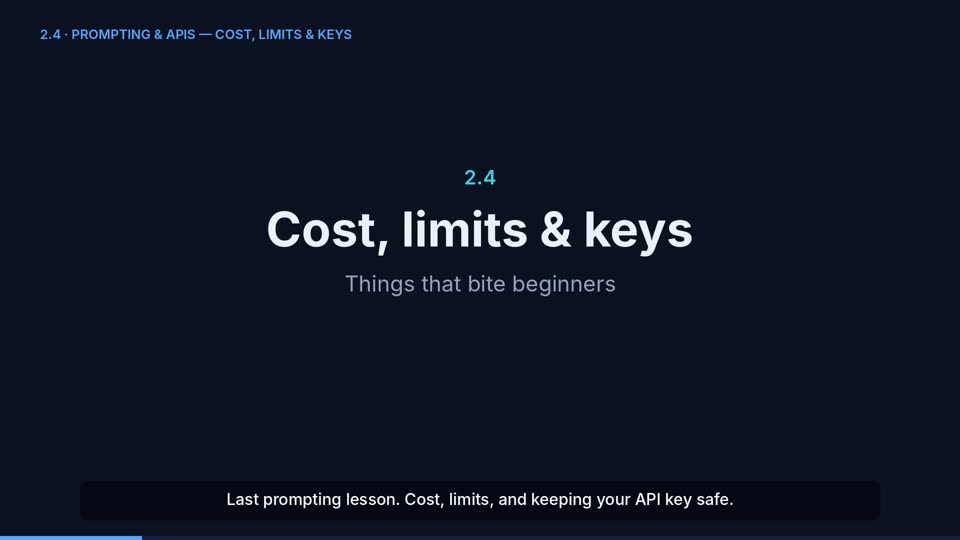 2.4 · PROMPTING & APIS — COST, LIMITS & KEYS
2.4
Cost, limits & keys
Things that bite beginners
Last prompting lesson. Cost, limits, and keeping your API key safe.